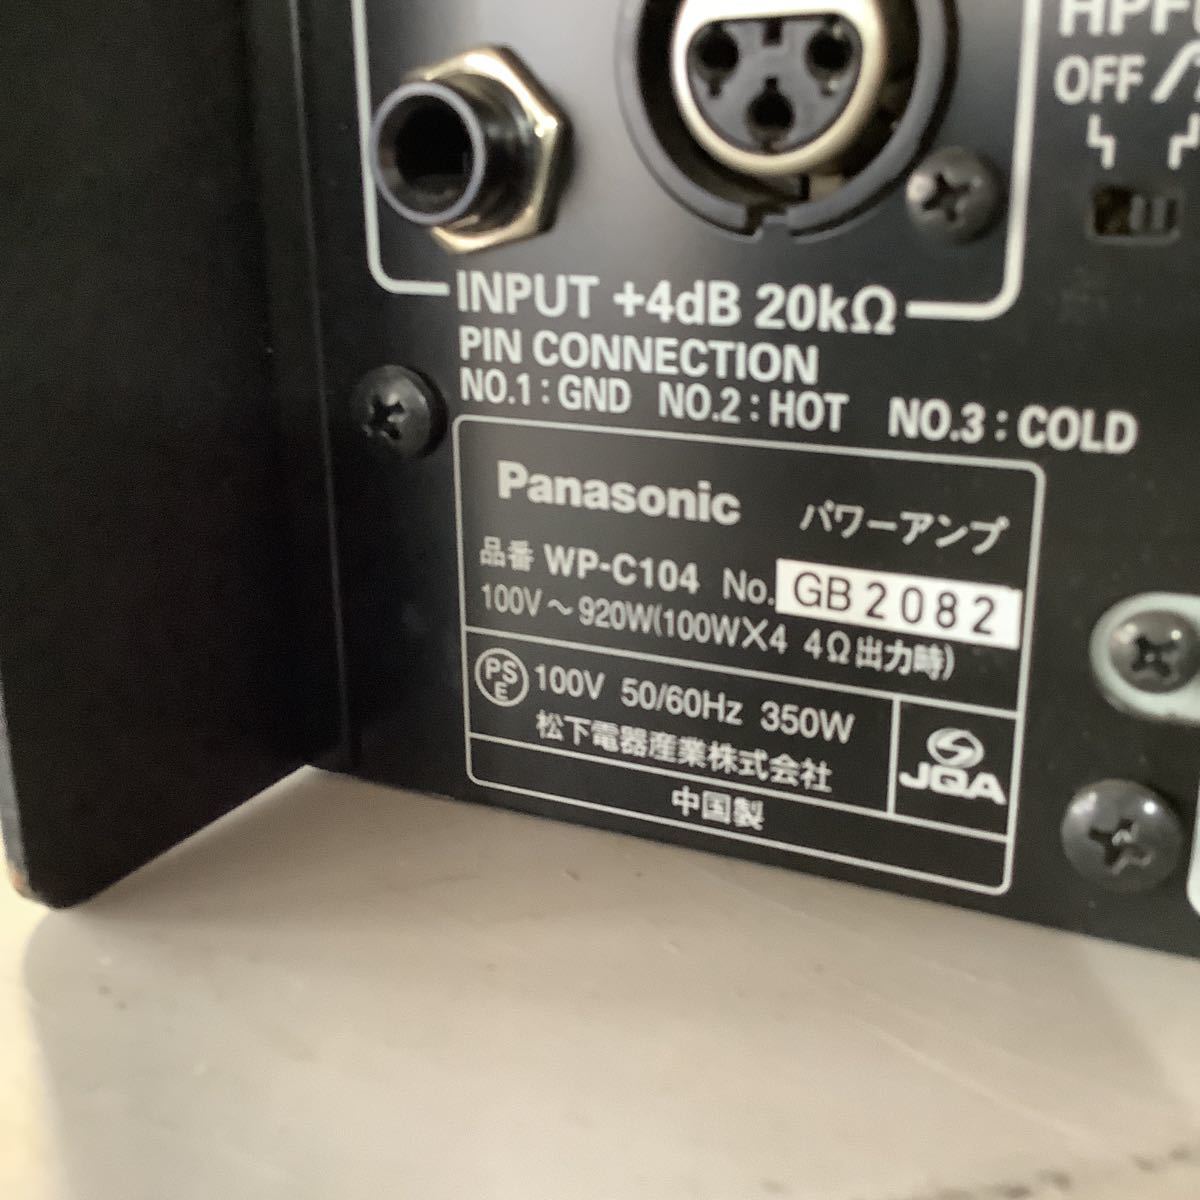 OFF
INPUT +4dB 20kΩ
PIN CONNECTION
NO.1 : GND NO.2 : HOT NO.3 : COLD
Panasonic パワーアンプ
品番 WP-C104 No. GB2082
100V～920W(100W×4 4Ω出力時)
PSE 100V 50/60Hz 350W
松下電器産業株式会社
JQA
中国製